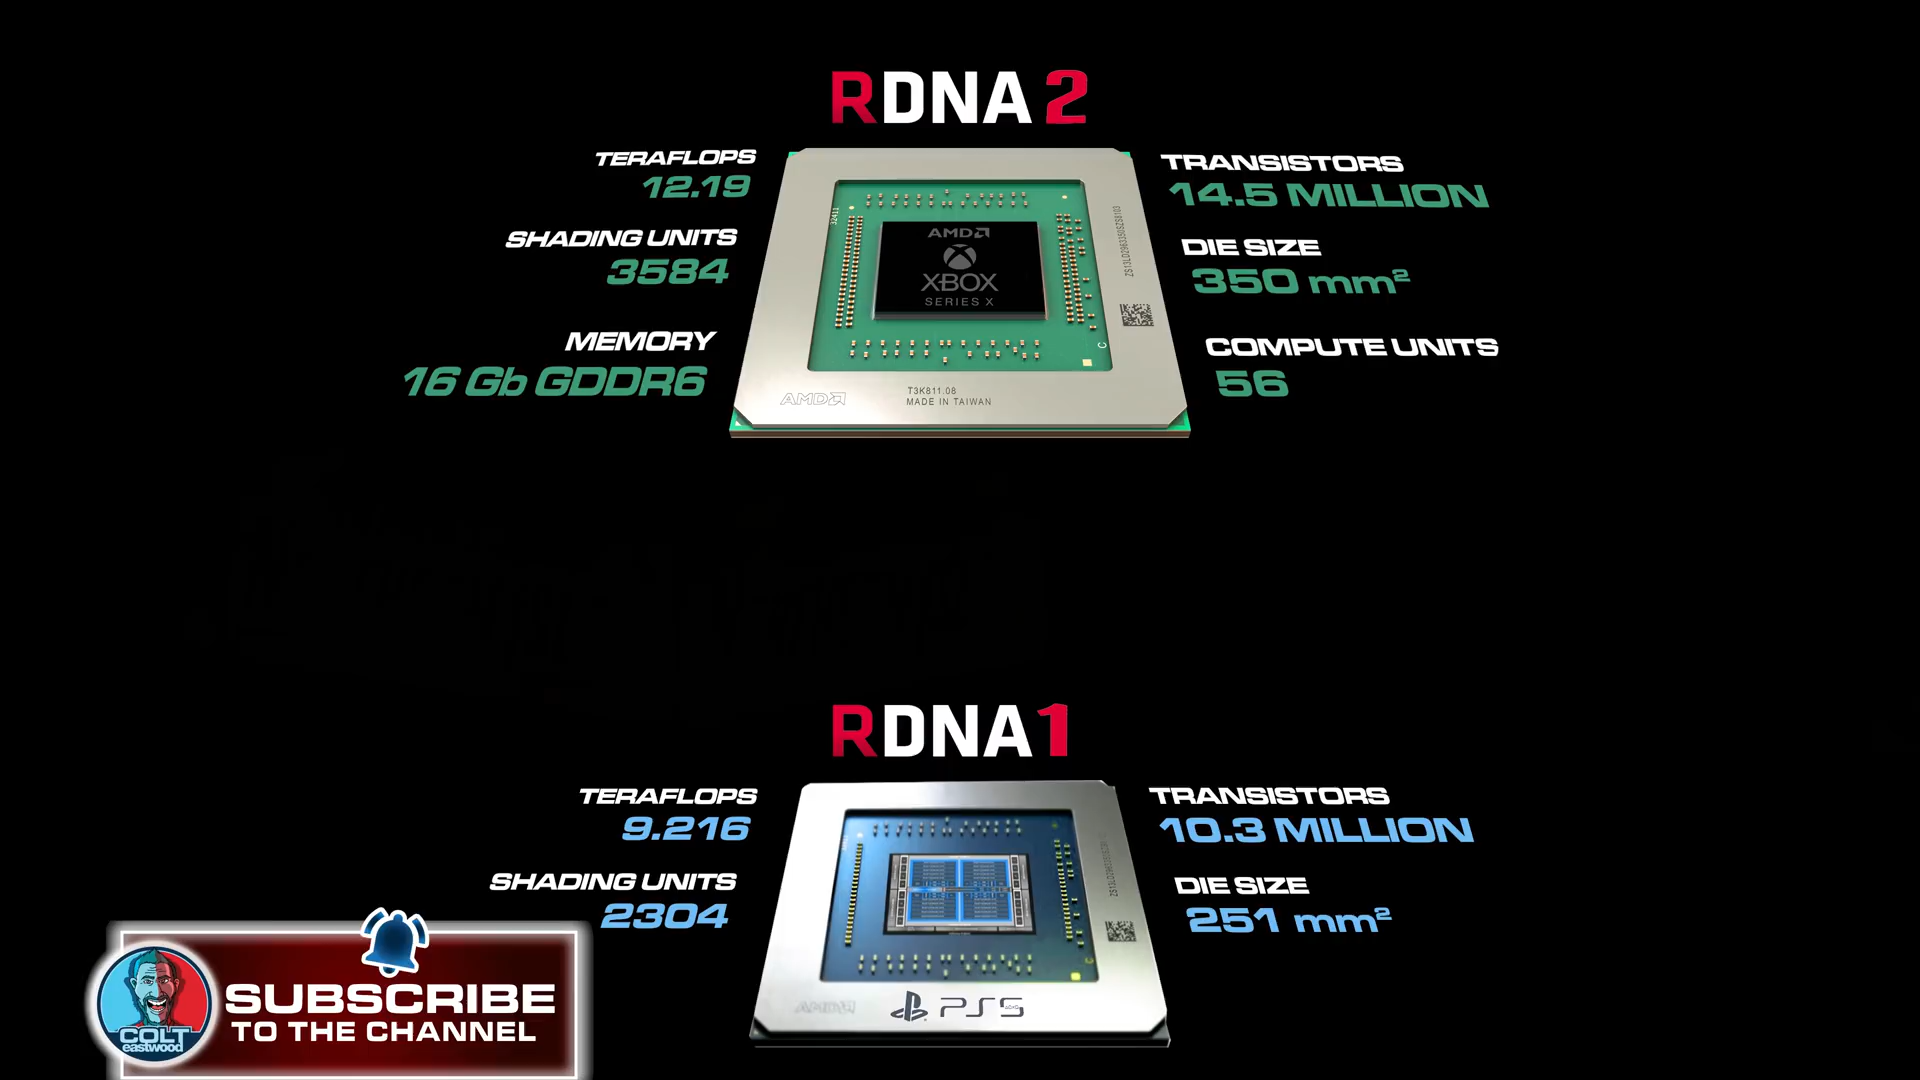 RDNA 2
TERAFLOPS
12.19
SHADING UNITS
3584
MEMORY
16 Gb GDDR6
TRANSISTORS
14.5 MILLION
DIE SIZE
350 mm²
COMPUTE UNITS
56
32411
AMD
XBOX
SERIES X
C
AMD
T3K811.08
MADE IN TAIWAN
RDNA 1
TERAFLOPS
9.216
SHADING UNITS
2304
TRANSISTORS
10.3 MILLION
DIE SIZE
251 mm²
AMD
PS5
COLT
eastwood
SUBSCRIBE
TO THE CHANNEL